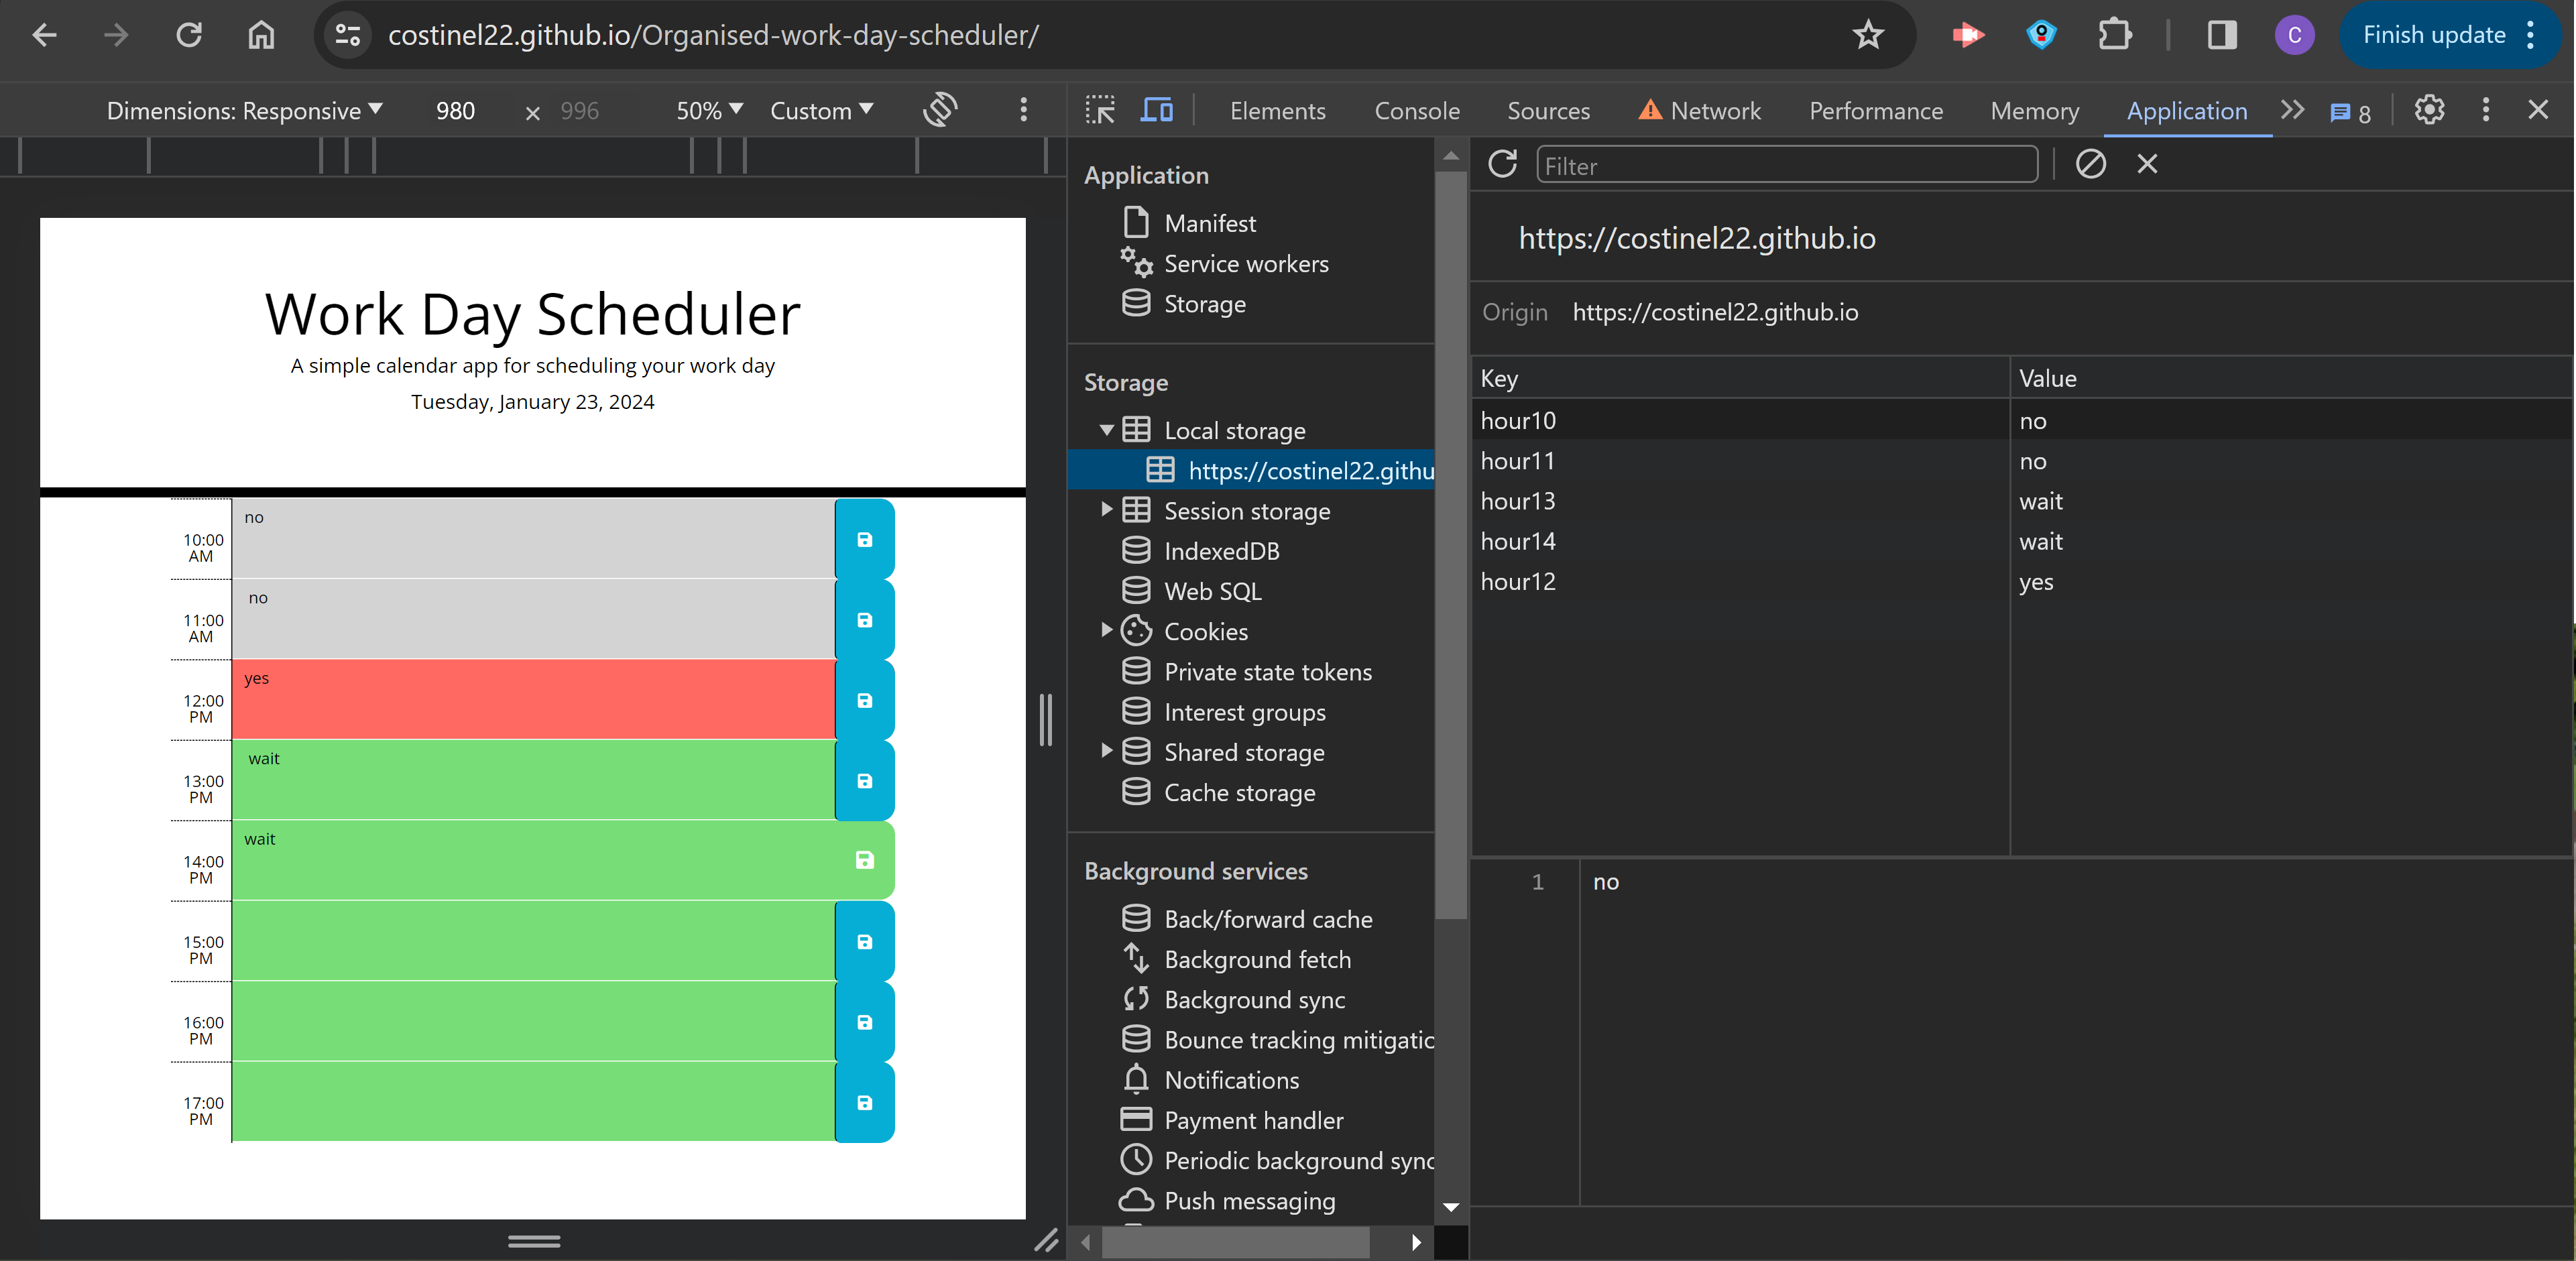 costinel22.github.io/Organised-work-day-scheduler/
C
Finish update
Dimensions: Responsive
980 × 996
50%
Custom
Elements
Console
Sources
Network
Performance
Memory
Application
8
Work Day Scheduler
A simple calendar app for scheduling your work day
Tuesday, January 23, 2024
10:00
AM
no
11:00
AM
no
12:00
PM
yes
13:00
PM
wait
14:00
PM
wait
15:00
PM
16:00
PM
17:00
PM
Application
Manifest
Service workers
Storage
Storage
Local storage
https://costinel22.githu
Session storage
IndexedDB
Web SQL
Cookies
Private state tokens
Interest groups
Shared storage
Cache storage
Background services
Back/forward cache
Background fetch
Background sync
Bounce tracking mitigatio
Notifications
Payment handler
Periodic background sync
Push messaging
Filter
https://costinel22.github.io
Origin https://costinel22.github.io
Key Value
hour10 no
hour11 no
hour13 wait
hour14 wait
hour12 yes
1 no